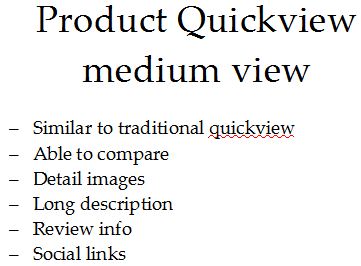 Product Quickview
medium view
– Similar to traditional quickview
– Able to compare
– Detail images
– Long description
– Review info
– Social links